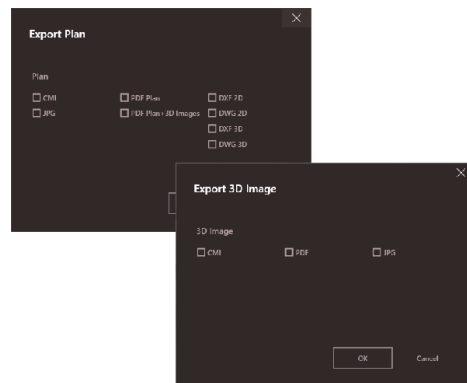 Export Plan
Plan
CMI PDF Plan DXF 2D
JPG PDF Plan+3D Images DWG 2D
DXF 3D
DWG 3D
Export 3D Image
3D Image
CMI PDF JPG
OK Cancel